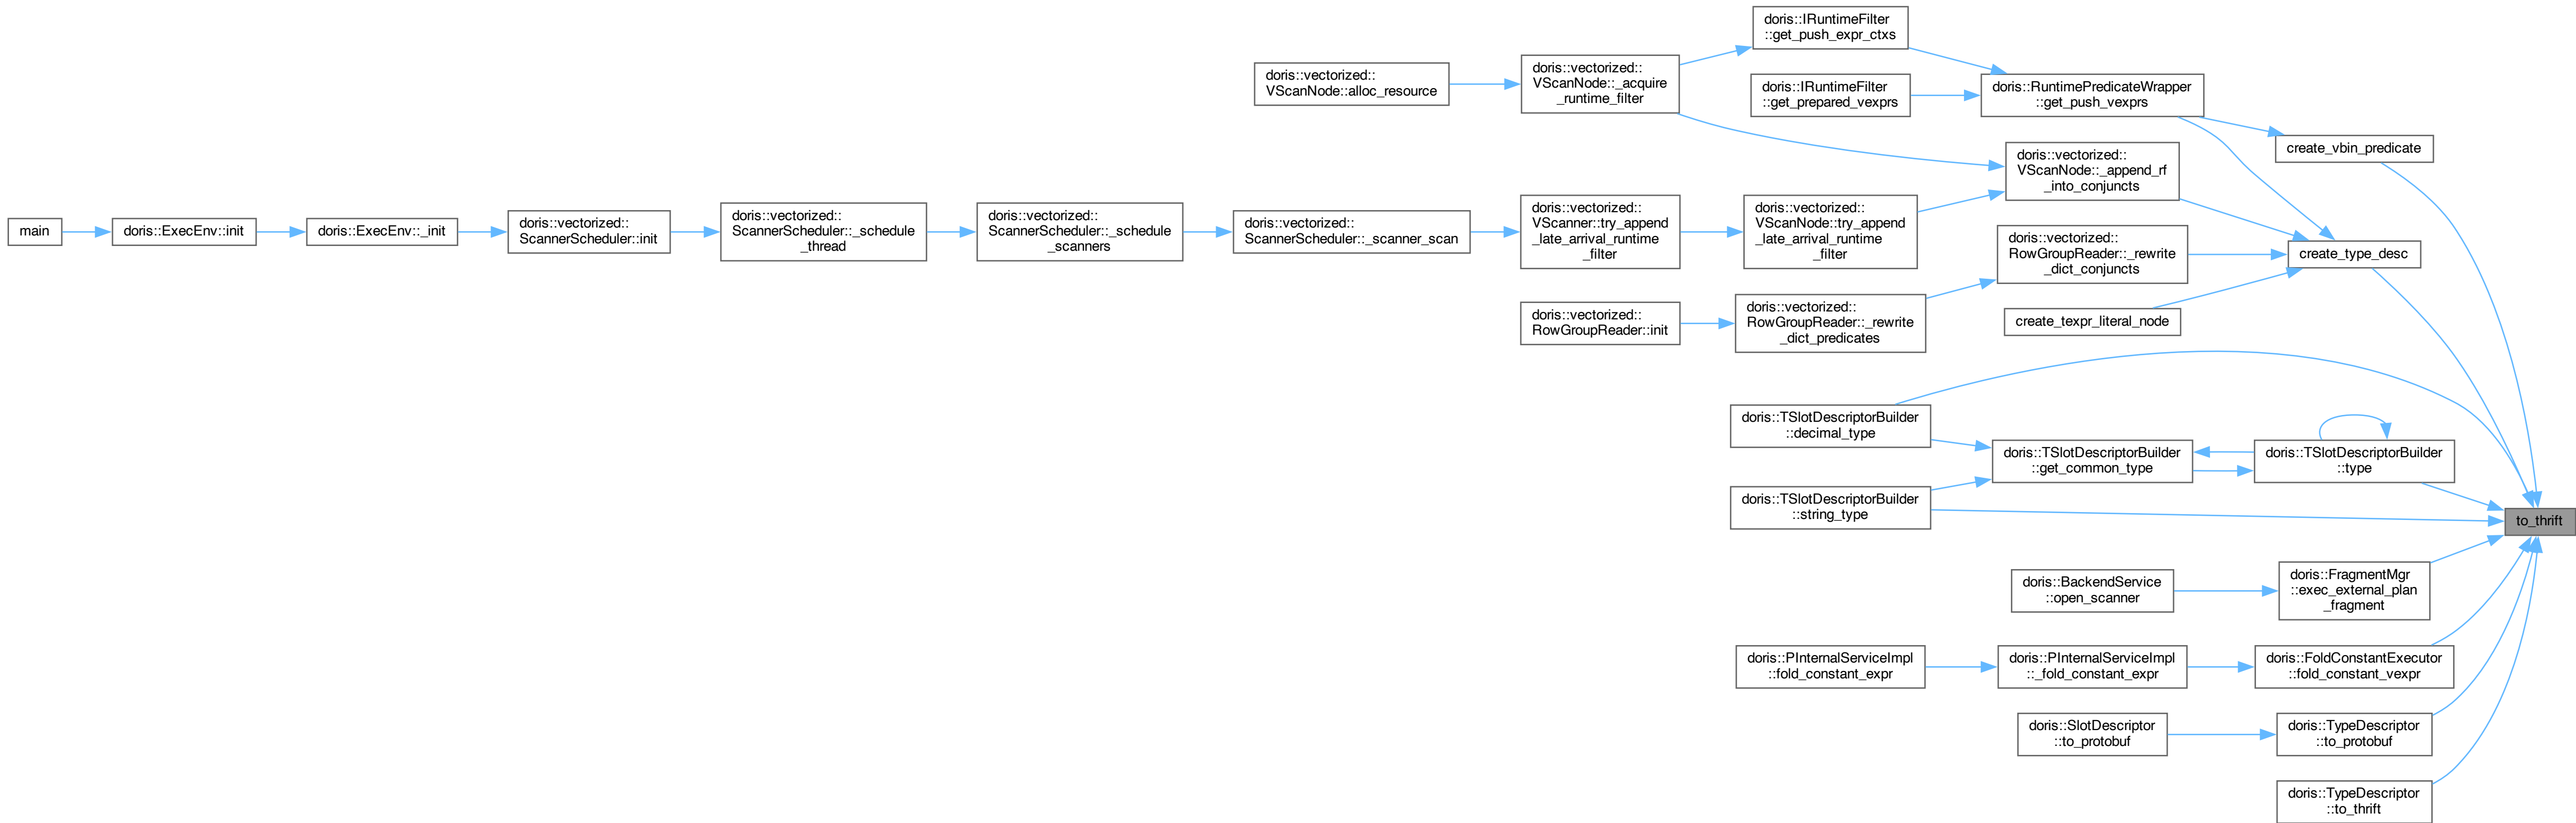 main
doris::ExecEnv::init
doris::ExecEnv::_init
doris::vectorized::
ScannerScheduler::init
doris::vectorized::
ScannerScheduler::_schedule
_thread
doris::vectorized::
ScannerScheduler::_schedule
_scanners
doris::vectorized::
ScannerScheduler::_scanner_scan
doris::vectorized::
VScanNode::alloc_resource
doris::vectorized::
VScanNode::_acquire
_runtime_filter
doris::vectorized::
VScanner::try_append
_late_arrival_runtime
_filter
doris::vectorized::
RowGroupReader::init
doris::IRuntimeFilter
::get_push_expr_ctxs
doris::IRuntimeFilter
::get_prepared_vexprs
doris::vectorized::
VScanNode::try_append
_late_arrival_runtime
_filter
doris::vectorized::
RowGroupReader::_rewrite
_dict_predicates
doris::TSlotDescriptorBuilder
::decimal_type
doris::TSlotDescriptorBuilder
::string_type
doris::PInternalServiceImpl
::fold_constant_expr
doris::RuntimePredicateWrapper
::get_push_vexprs
doris::vectorized::
VScanNode::_append_rf
_into_conjuncts
doris::vectorized::
RowGroupReader::_rewrite
_dict_conjuncts
create_texpr_literal_node
doris::TSlotDescriptorBuilder
::get_common_type
doris::BackendService
::open_scanner
doris::PInternalServiceImpl
::_fold_constant_expr
doris::SlotDescriptor
::to_protobuf
create_vbin_predicate
create_type_desc
doris::TSlotDescriptorBuilder
::type
doris::FragmentMgr
::exec_external_plan
_fragment
doris::FoldConstantExecutor
::fold_constant_vexpr
doris::TypeDescriptor
::to_protobuf
doris::TypeDescriptor
::to_thrift
to_thrift